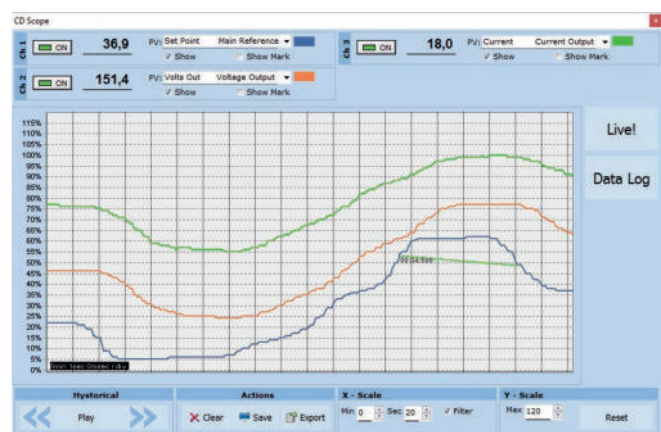 CD Scope
Ch 1
ON
36,9
PV: Set Point Main Reference
Show
Show Mark
Ch 2
ON
151,4
PV: Volts Out Voltage Output
Show
Show Mark
Ch 3
ON
18,0
PV: Current Current Output
Show
Show Mark
115%
110%
105%
100%
95%
90%
85%
80%
75%
70%
65%
60%
55%
50%
45%
40%
35%
30%
25%
20%
15%
10%
5%
0%
0min 1sec 0msec / div
Live!
Data Log
Hystorical
Play
Actions
Clear
Save
Export
X - Scale
Min 0 Sec 20 Filter
Y - Scale
Max 120
Reset